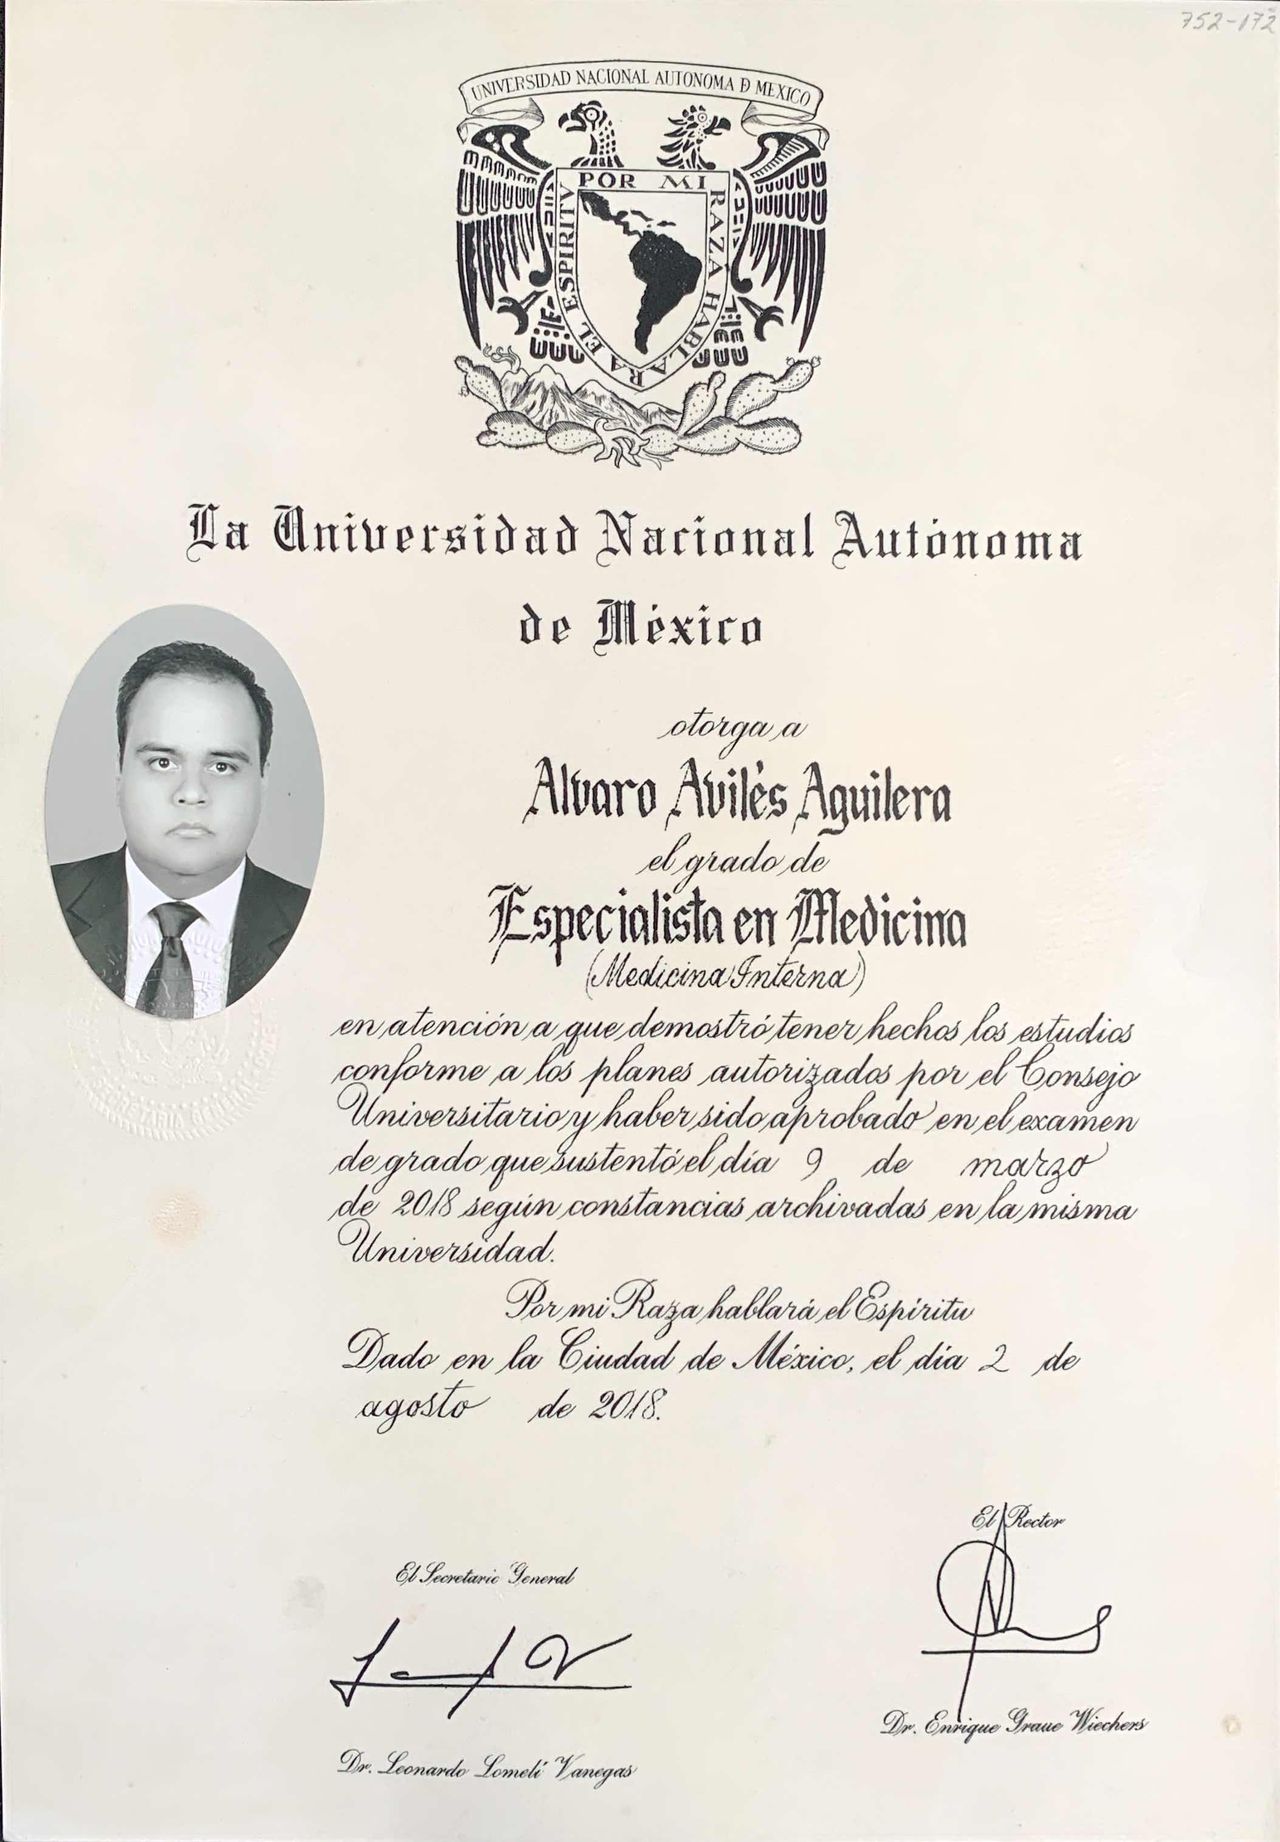 752-172
UNIVERSIDAD NACIONAL AUTONOMA D MEXICO
POR MI RAZA HABLARA EL ESPIRITV
La Universidad Nacional Autónoma
de México
otorga a
Alvaro Avilés Aguilera
el grado de
Especialista en Medicina
(Medicina Interna)
en atención a que demostró tener hechos los estudios
conforme a los planes autorizados por el Consejo
Universitario y haber sido aprobado en el examen
de grado que sustentó el día 9 de marzo
de 2018 según constancias archivadas en la misma
Universidad.
Por mi Raza hablará el Espíritu
Dado en la Ciudad de México, el día 2 de
agosto de 2018.
El Rector
El Secretario General
Dr. Enrique Graue Wiechers
Dr. Leonardo Lomelí Vanegas
SECRETARIA GENERAL